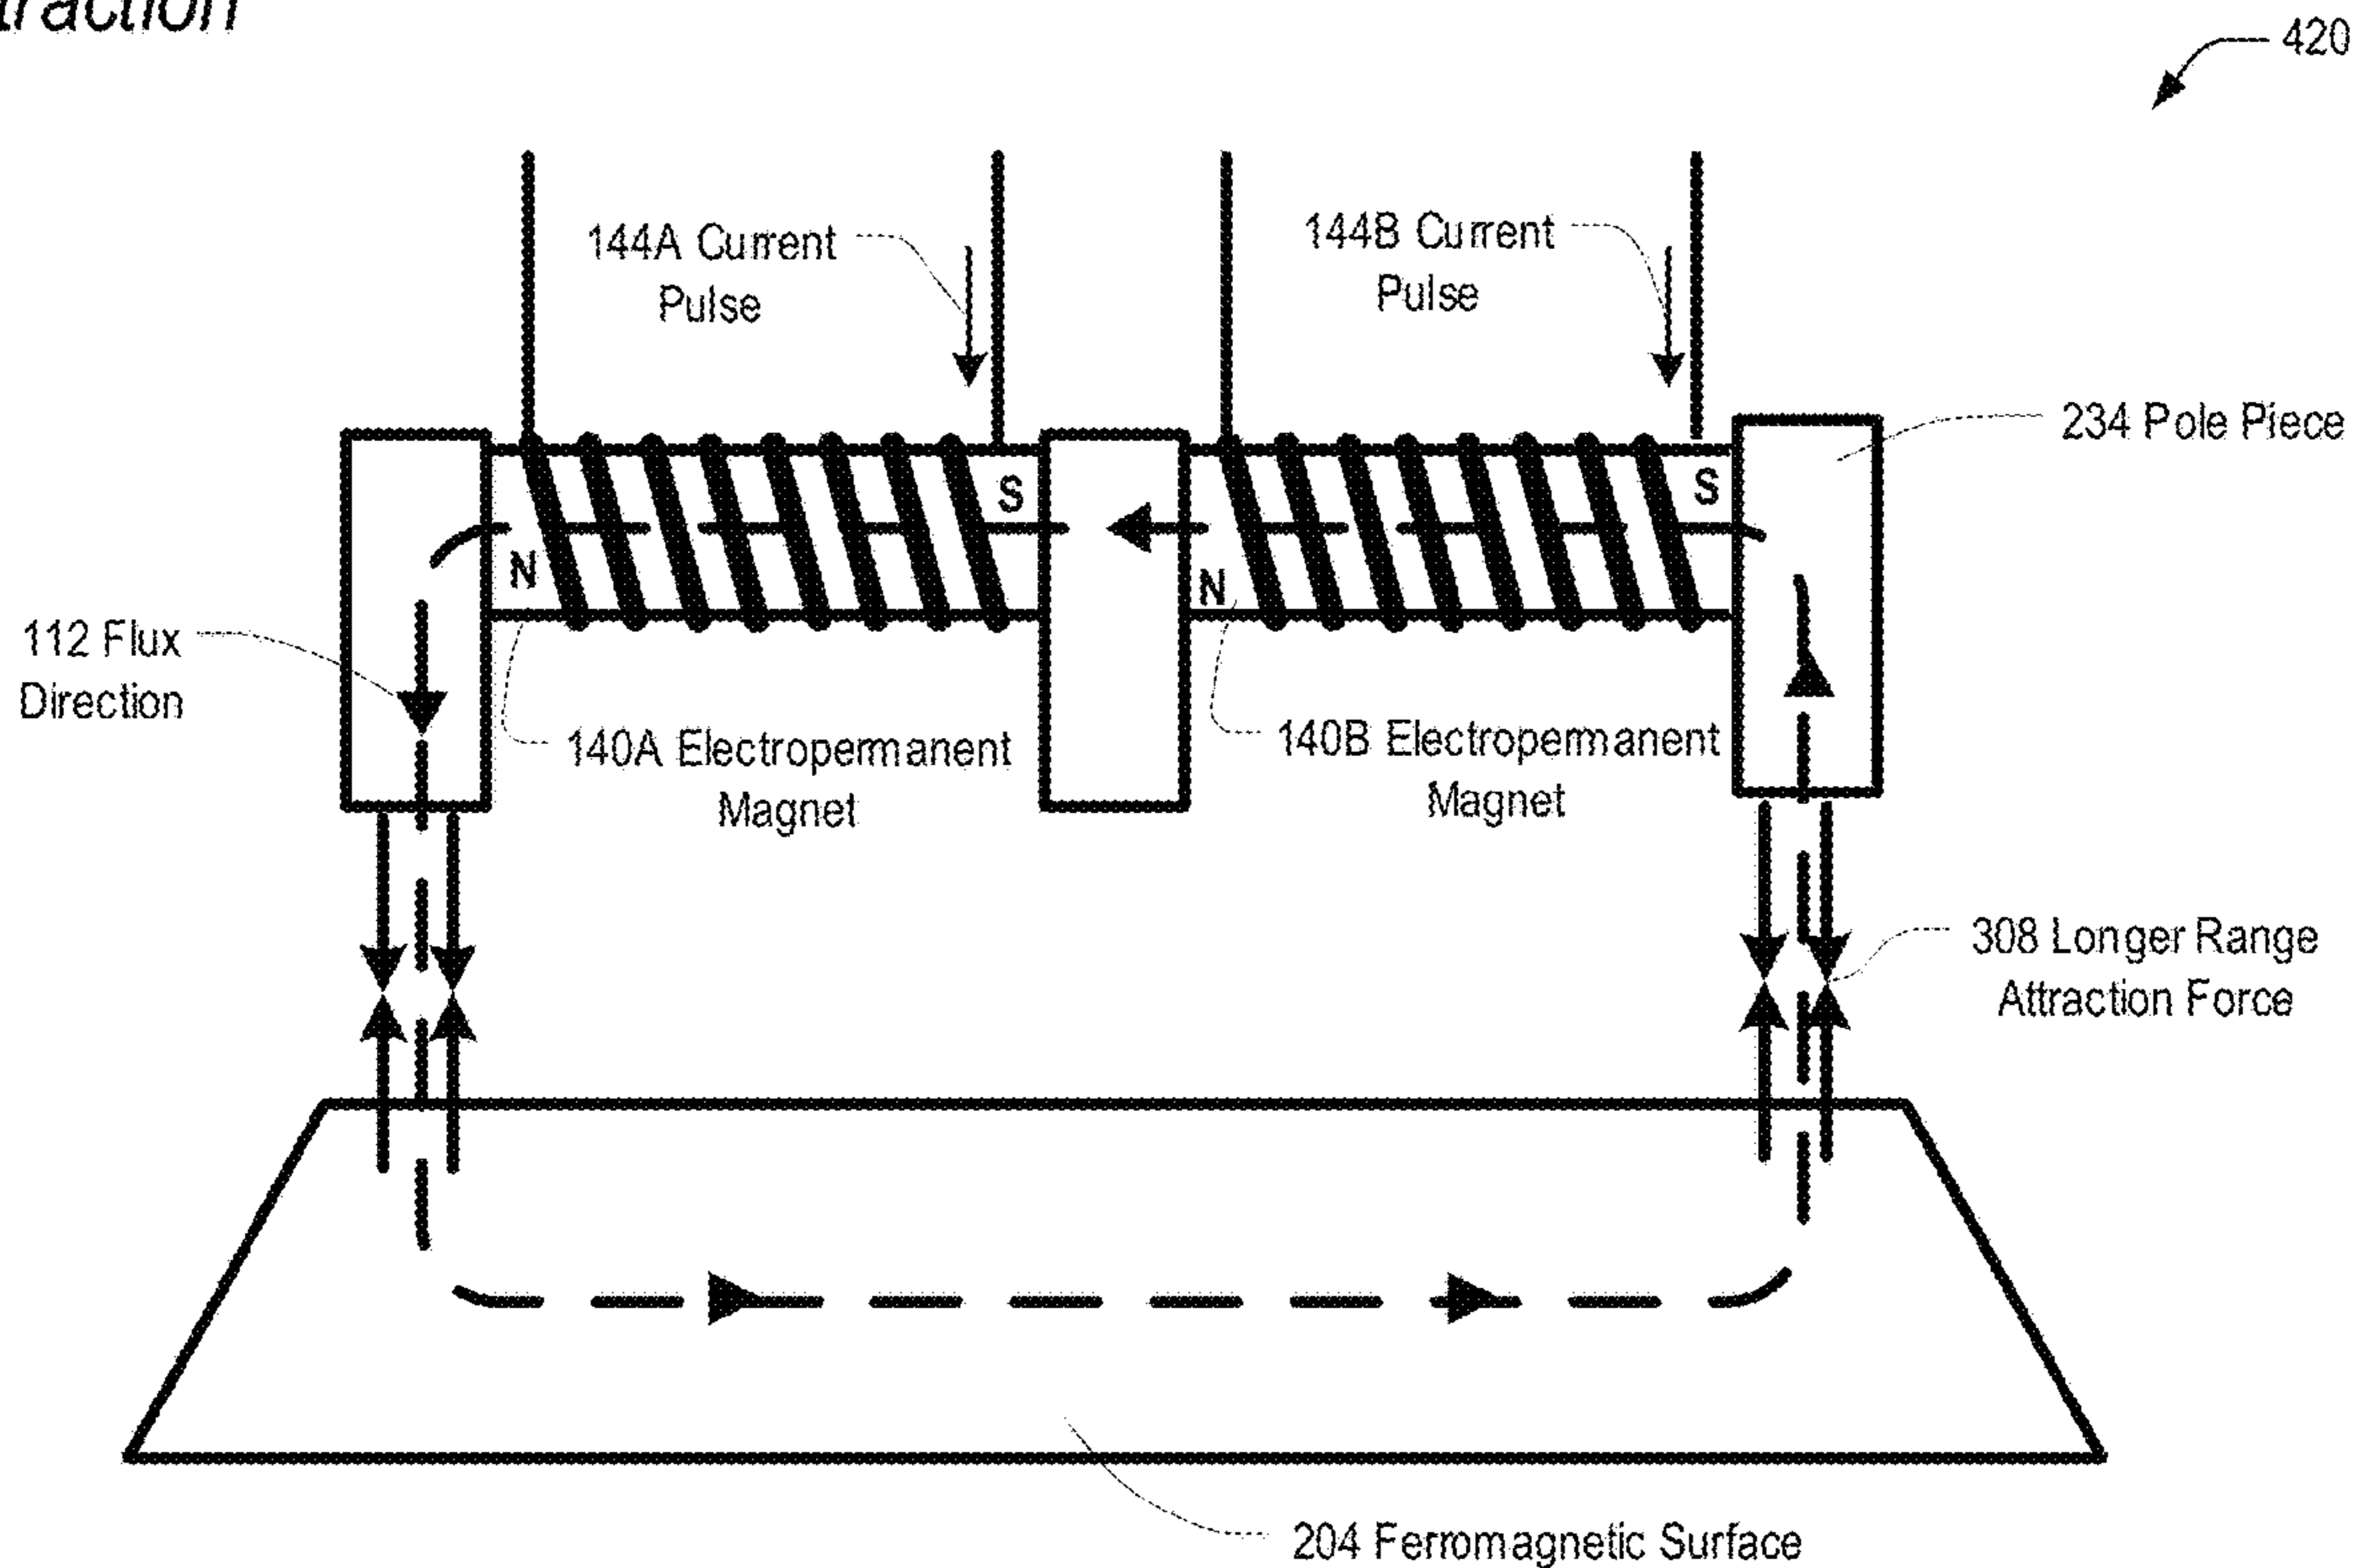 420
144A Current
Pulse
144B Current
Pulse
234 Pole Piece
S
S
N
N
112 Flux
Direction
140A Electropermanent
Magnet
140B Electropermanent
Magnet
308 Longer Range
Attraction Force
204 Ferromagnetic Surface